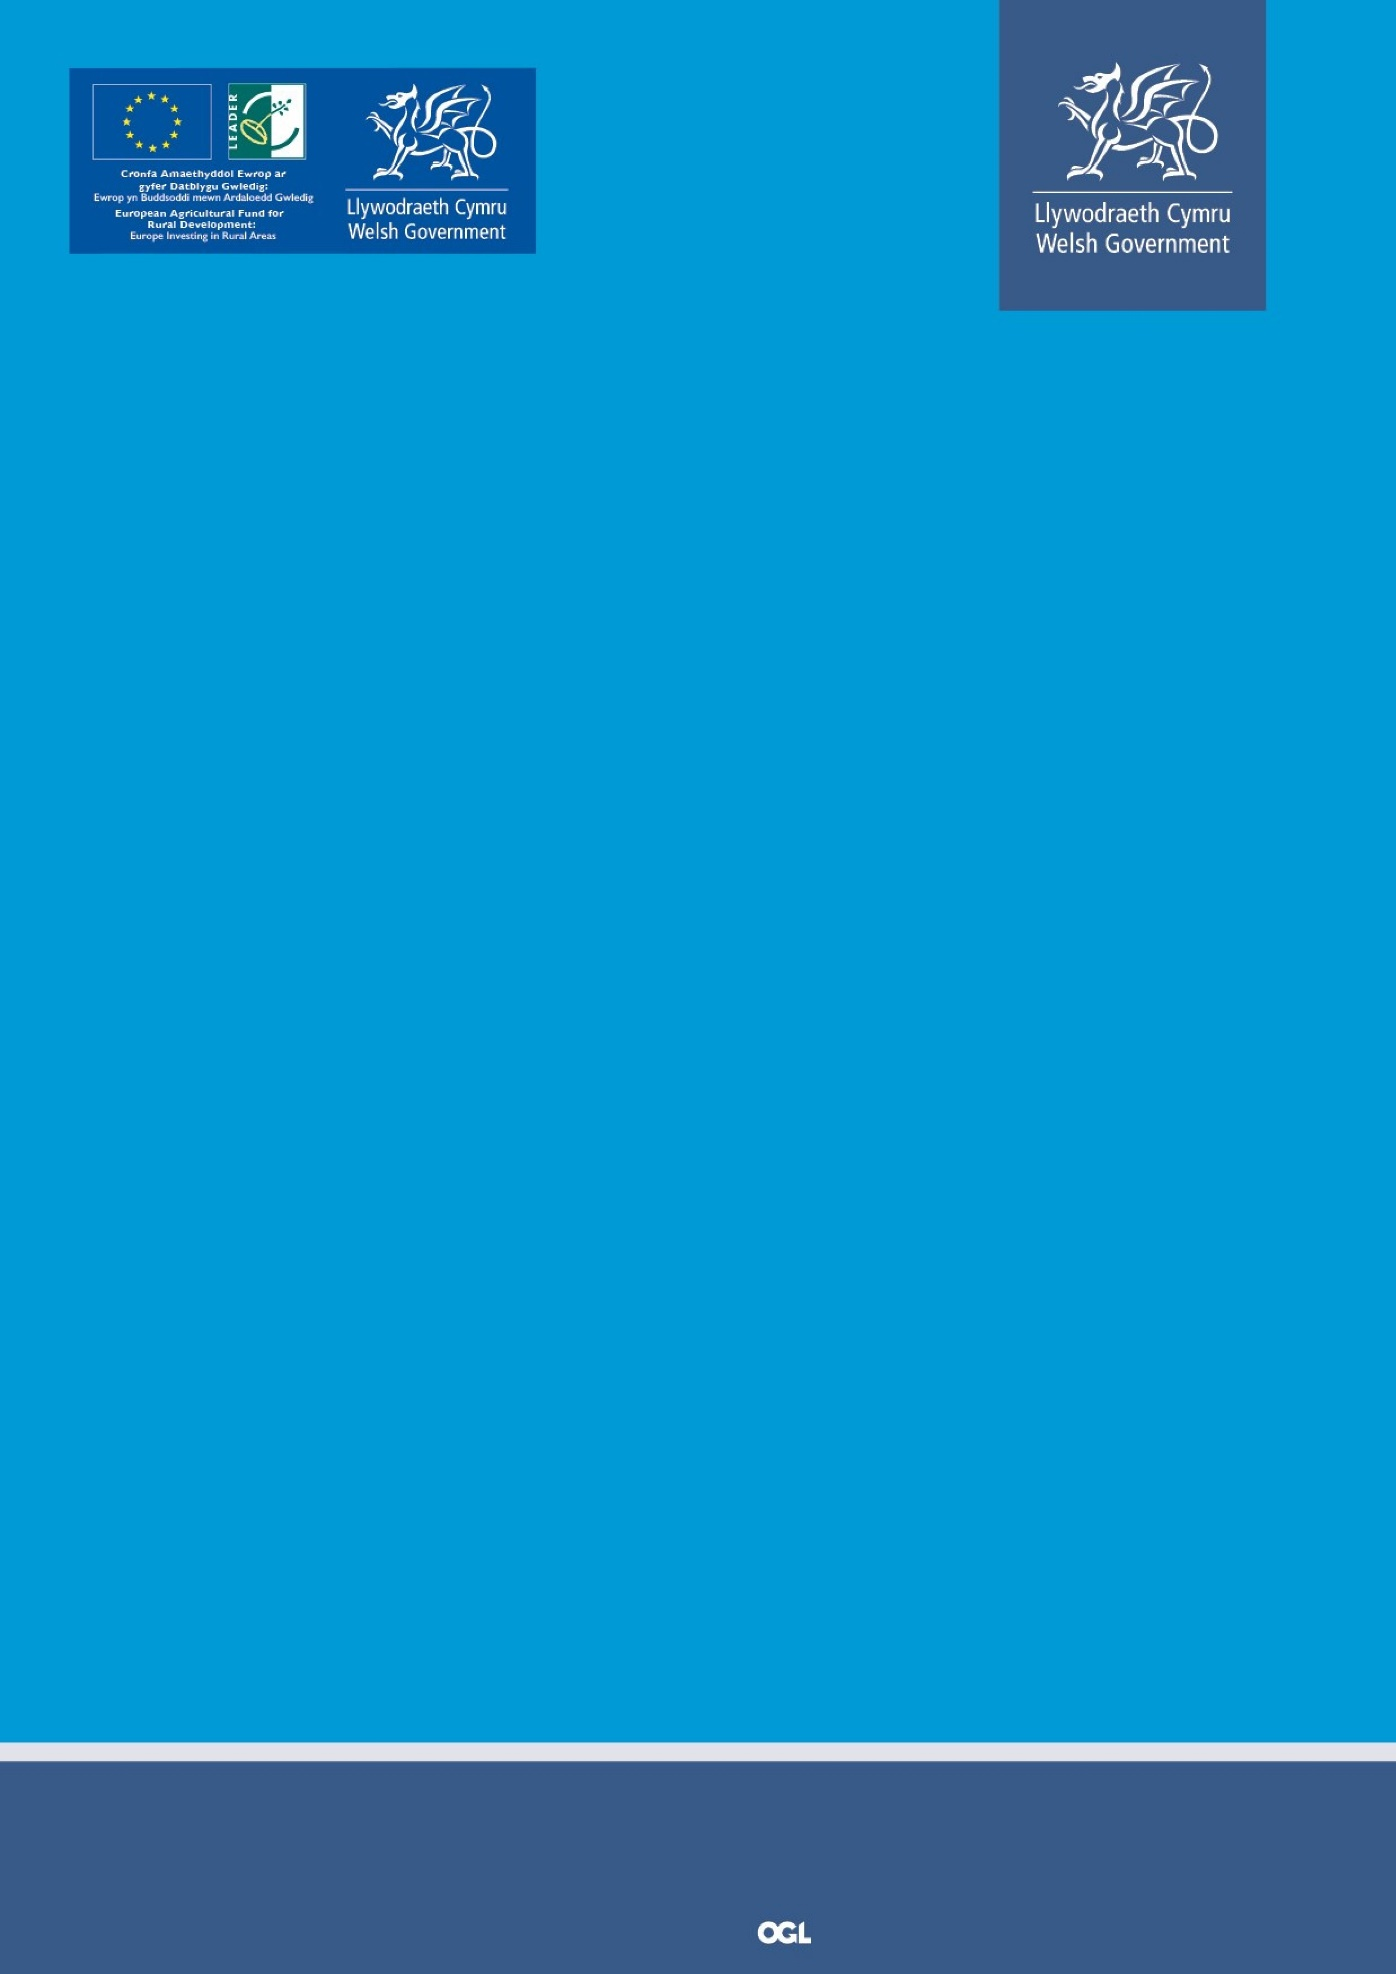 LEADER
Cronfa Amaethyddol Ewrop ar
gyfer Datblygu Gwledig:
Ewrop yn Buddsoddi mewn Ardaloedd Gwledig
European Agricultural Fund for
Rural Development:
Europe Investing in Rural Areas
Llywodraeth Cymru
Welsh Government
Llywodraeth Cymru
Welsh Government
OGL